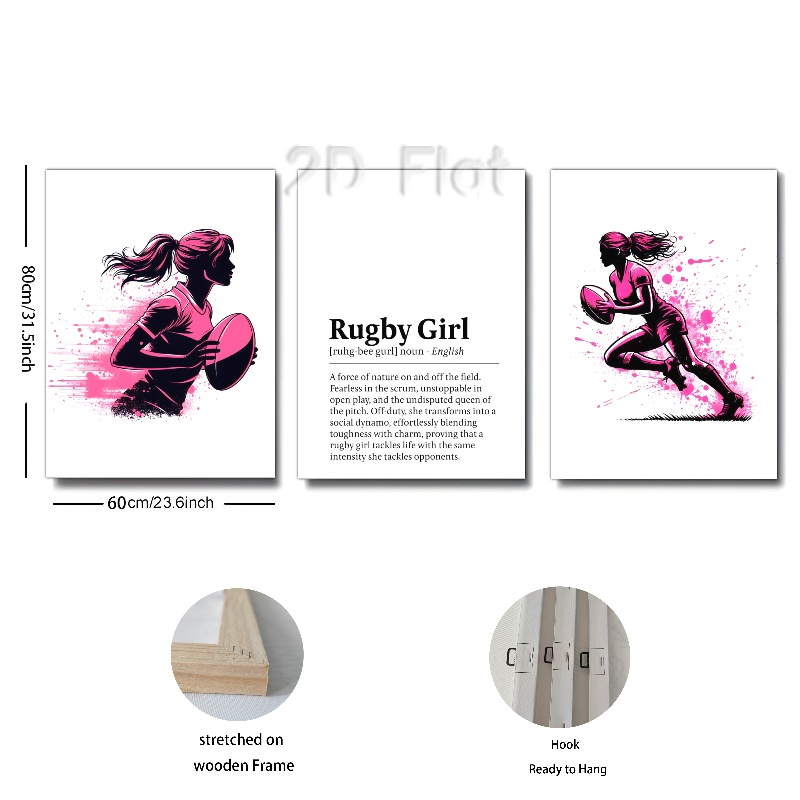 2D Flat
80cm/31.5inch
Rugby Girl
[ruhg-bee gurl] noun - English
A force of nature on and off the field.
Fearless in the scrum, unstoppable in
open play, and the undisputed queen of
the pitch. Off-duty, she transforms into a
social dynamo, effortlessly blending
toughness with charm, proving that a
rugby girl tackles life with the same
intensity she tackles opponents.
60cm/23.6inch
stretched on
wooden Frame
Hook
Ready to Hang